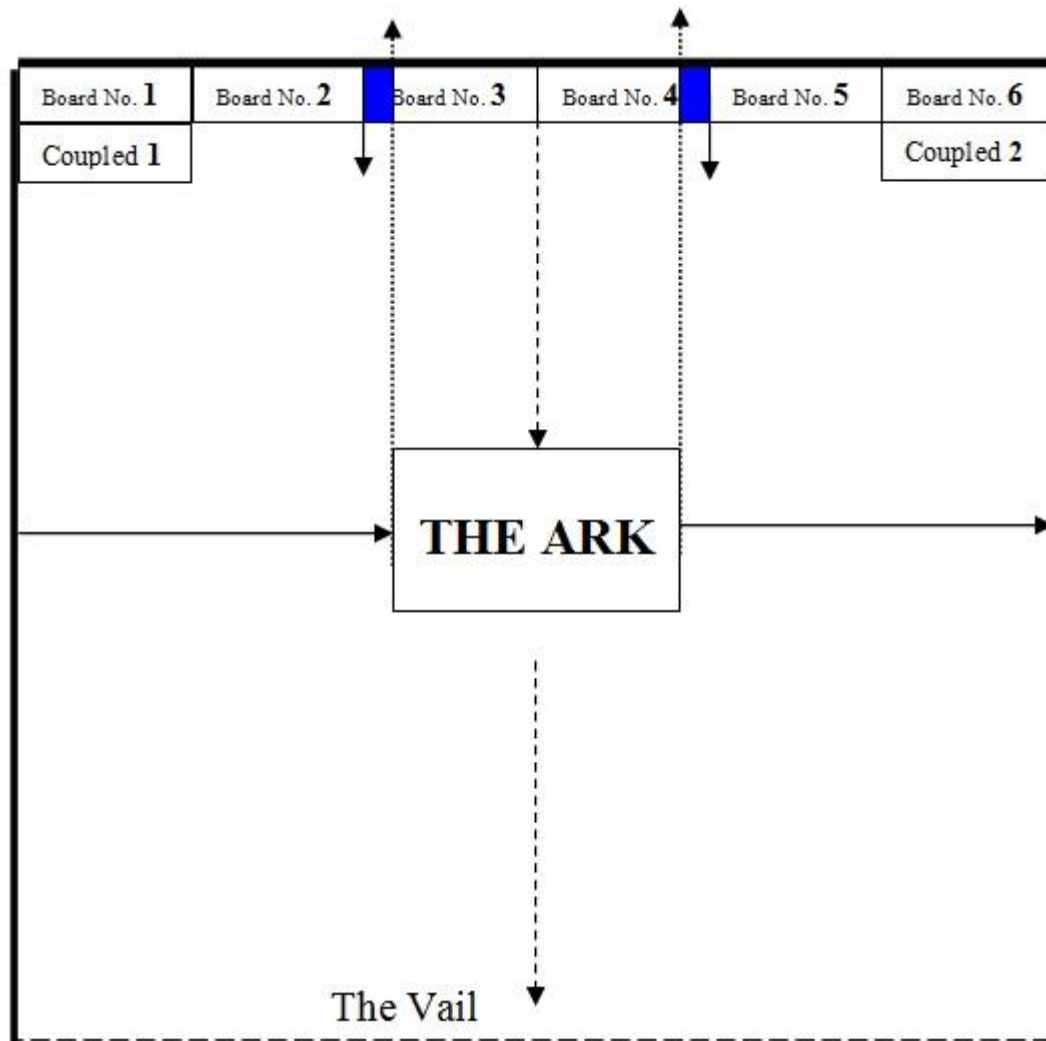 Board No. 1 Board No. 2 Board No. 3 Board No. 4 Board No. 5 Board No. 6
Coupled 1 Coupled 2
THE ARK
The Vail